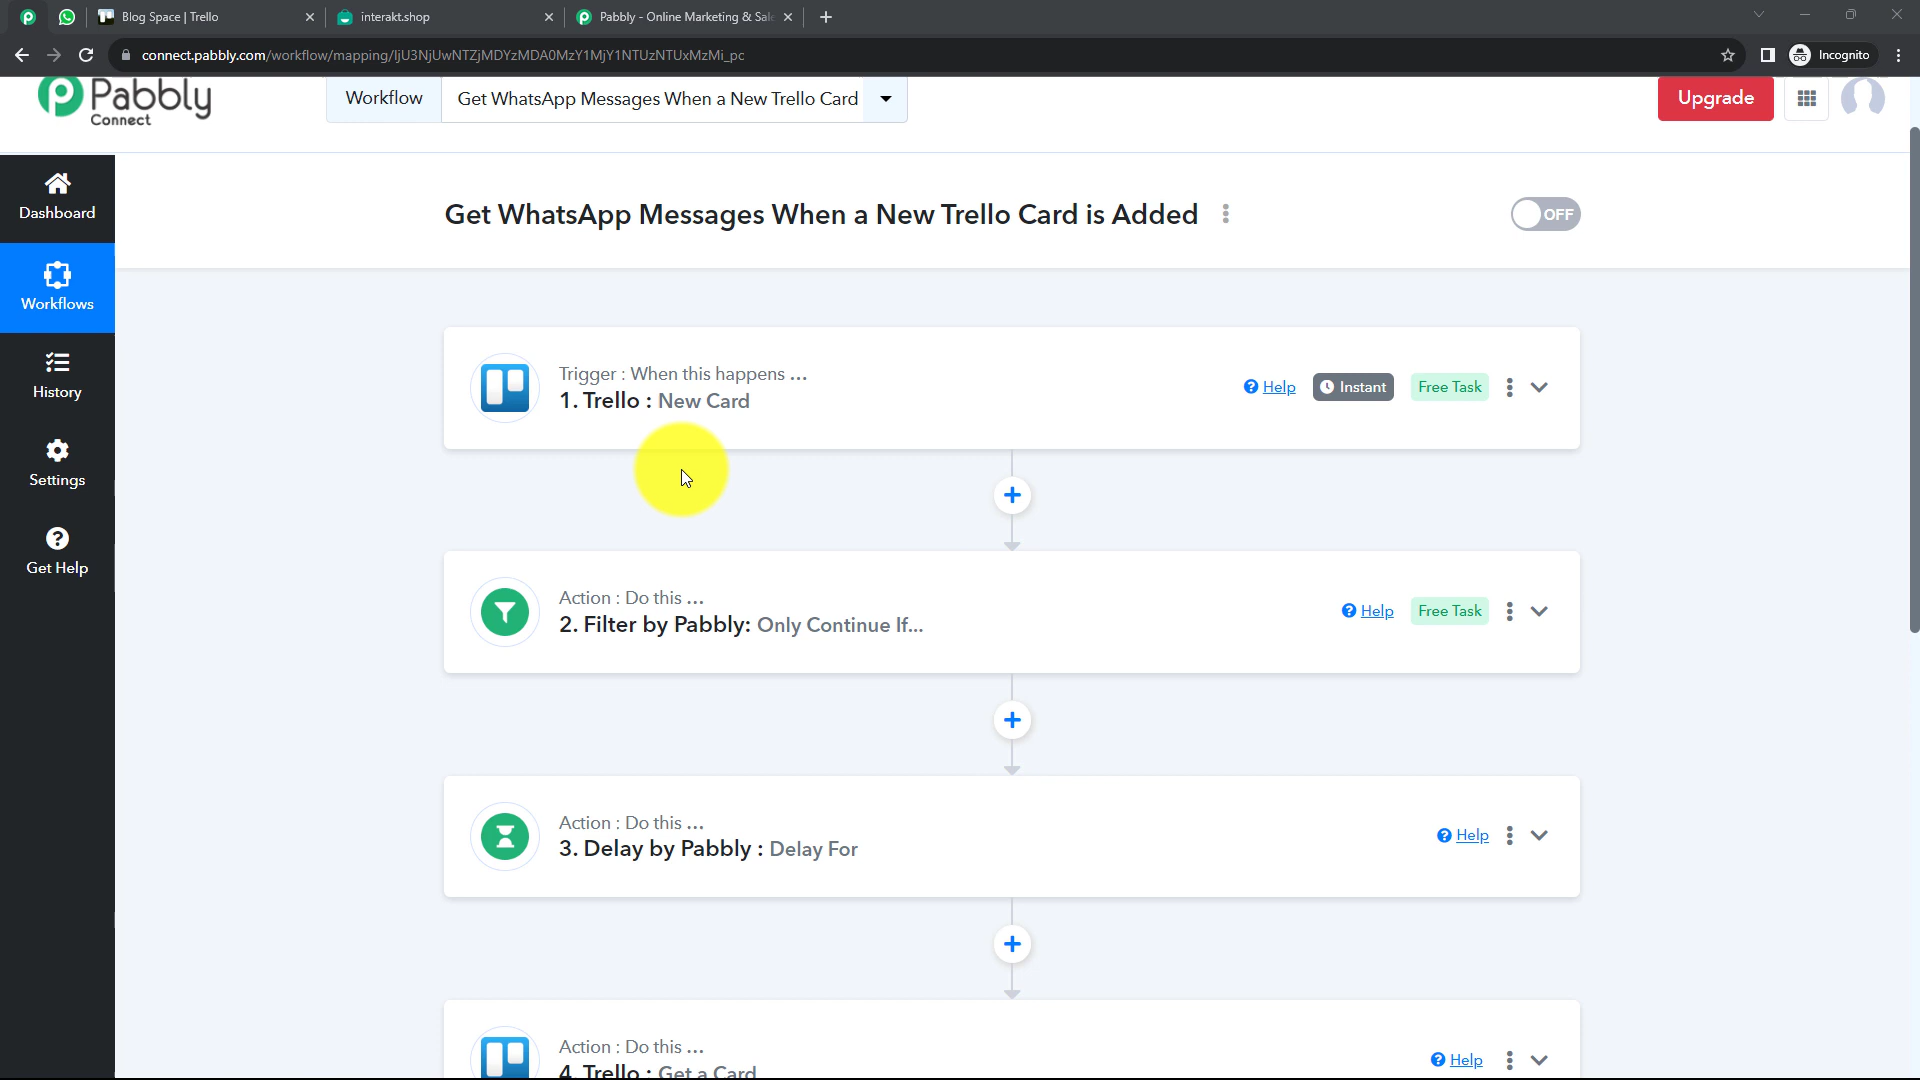 Blog Space | Trello
interakt.shop
Pabbly - Online Marketing & Sal
connect.pabbly.com/workflow/mapping/IjU3NjUwNTZjMDYzMDA0MzY1MjY1NTUzNTUxMzMi_pc
Incognito
Pabbly
Connect
Workflow
Get WhatsApp Messages When a New Trello Card
Upgrade
Dashboard
Workflows
History
Settings
Get Help
Get WhatsApp Messages When a New Trello Card is Added
OFF
Trigger : When this happens ...
1. Trello : New Card
Help
Instant
Free Task
Action : Do this ...
2. Filter by Pabbly: Only Continue If...
Help
Free Task
Action : Do this ...
3. Delay by Pabbly : Delay For
Help
Action : Do this ...
4. Trello : Get a Card
Help